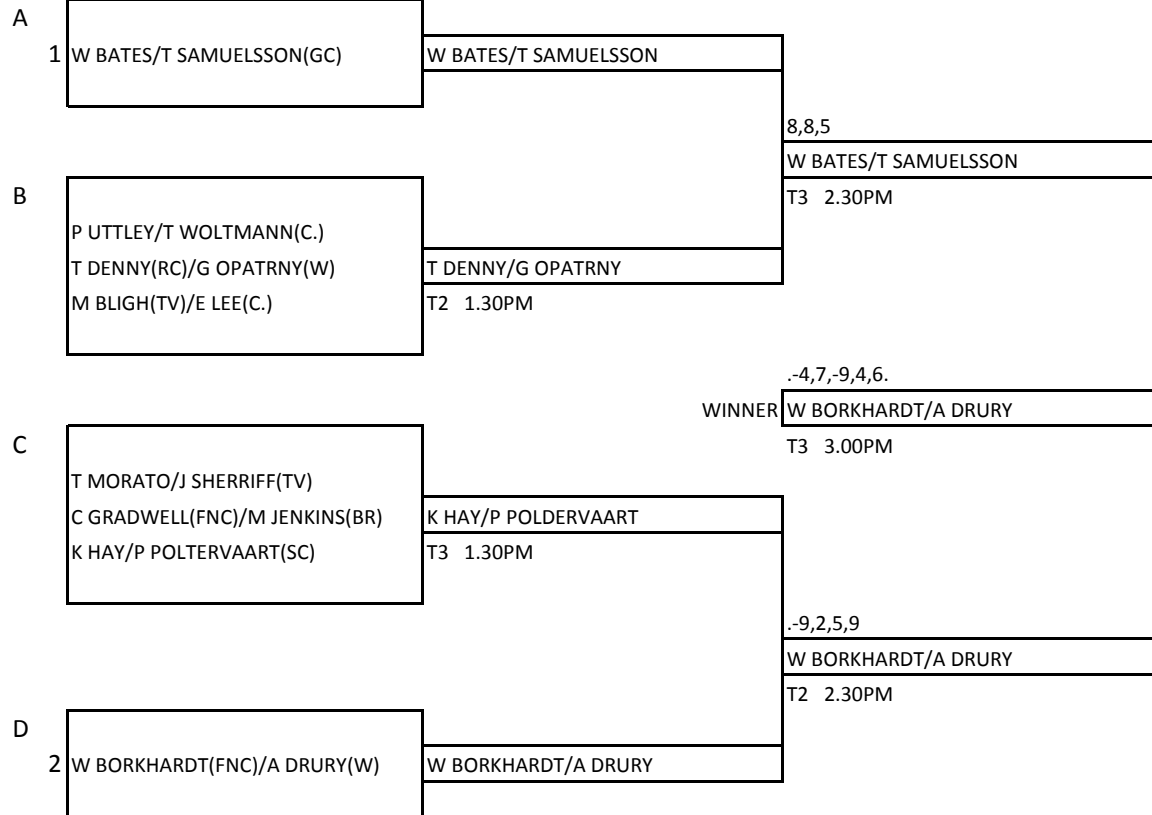 A
1 W BATES/T SAMUELSSON(GC) W BATES/T SAMUELSSON
8,8,5
W BATES/T SAMUELSSON
B T3 2.30PM
P UTTLEY/T WOLTMANN(C.)
T DENNY(RC)/G OPATRNY(W) T DENNY/G OPATRNY
M BLIGH(TV)/E LEE(C.) T2 1.30PM
.-4,7,-9,4,6.
WINNER W BORKHARDT/A DRURY
C T3 3.00PM
T MORATO/J SHERRIFF(TV)
C GRADWELL(FNC)/M JENKINS(BR) K HAY/P POLDERVAART
K HAY/P POLTERVAART(SC) T3 1.30PM
.-9,2,5,9
W BORKHARDT/A DRURY
T2 2.30PM
D
2 W BORKHARDT(FNC)/A DRURY(W) W BORKHARDT/A DRURY